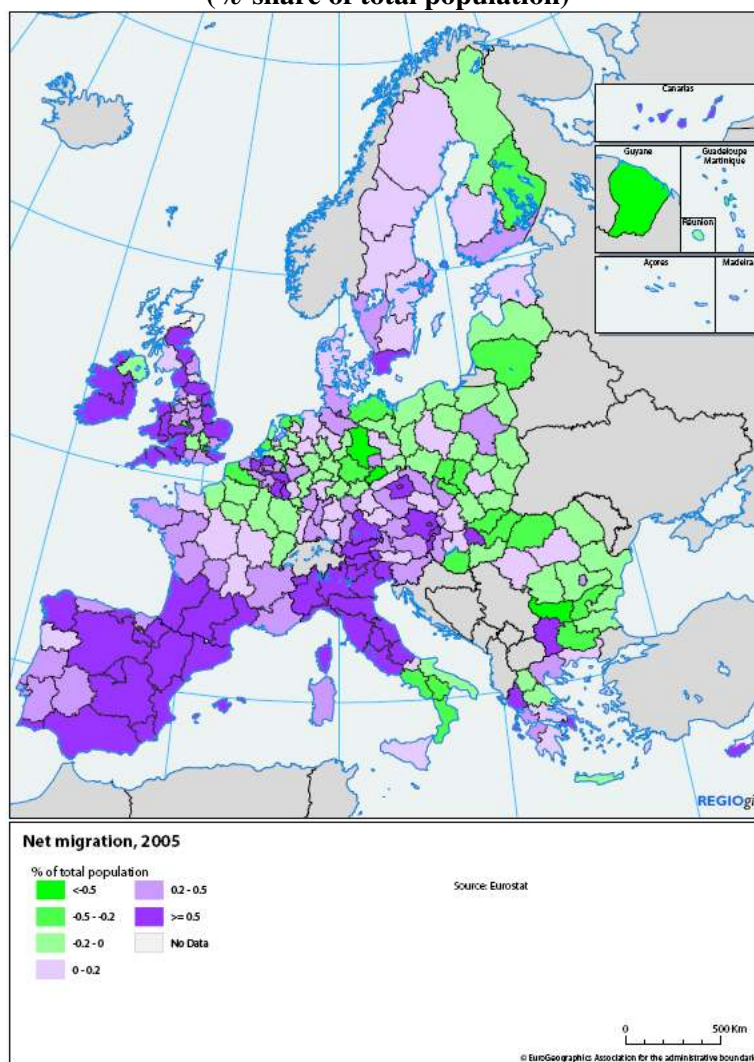 (% share of total population)
Canarias
Guyane
Guadeloupe
Martinique
Réunion
Açores
Madeira
REGIOgi
Net migration, 2005
% of total population
<-0.5
-0.5 - -0.2
-0.2 - 0
0 - 0.2
0.2 - 0.5
>= 0.5
No Data
Source: Eurostat
0 500 Km
© EuroGeographics Association for the administrative boundari